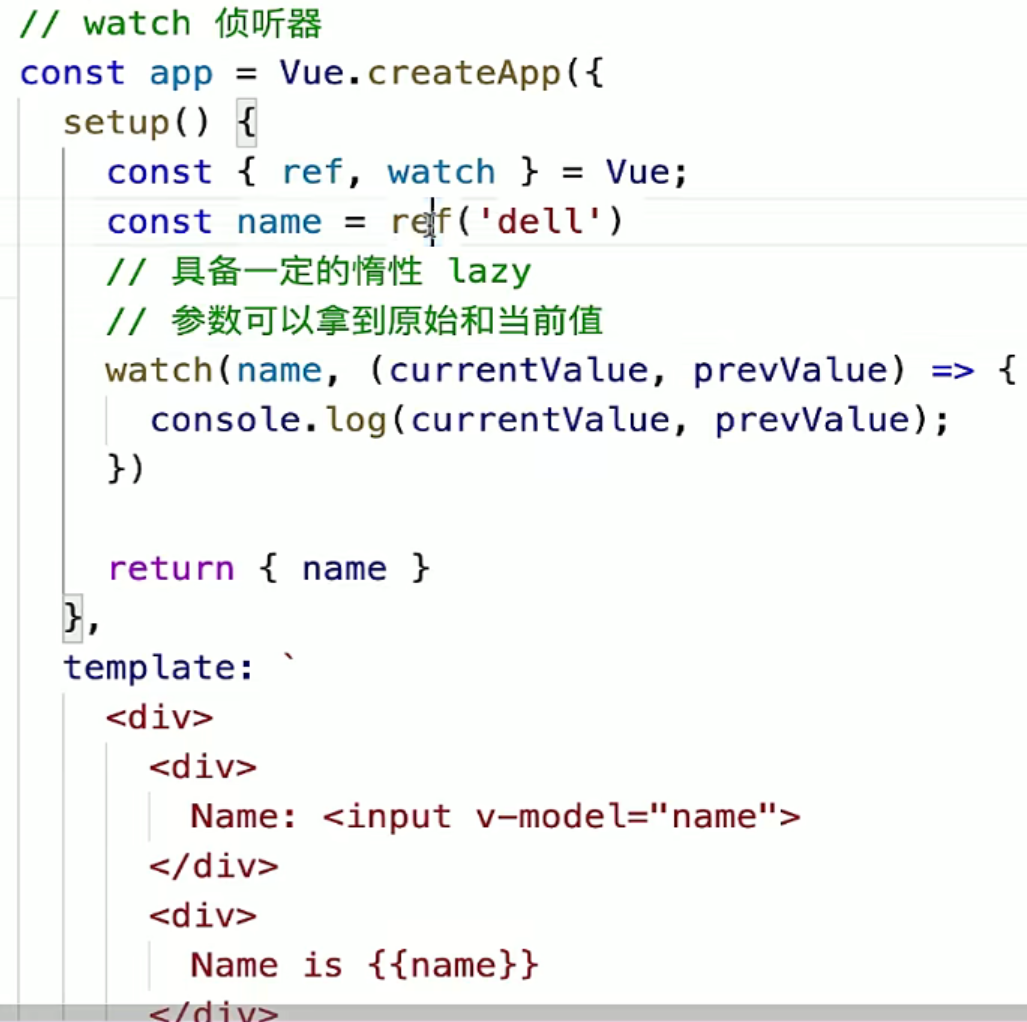 // watch 侦听器
const app = Vue.createApp({
setup() {
const { ref, watch } = Vue;
const name = ref('dell')
// 具备一定的惰性 lazy
// 参数可以拿到原始和当前值
watch(name, (currentValue, prevValue) => {
console.log(currentValue, prevValue);
})
return { name }
},
template: `
<div>
<div>
Name: <input v-model="name">
</div>
<div>
Name is {{name}}
</div>